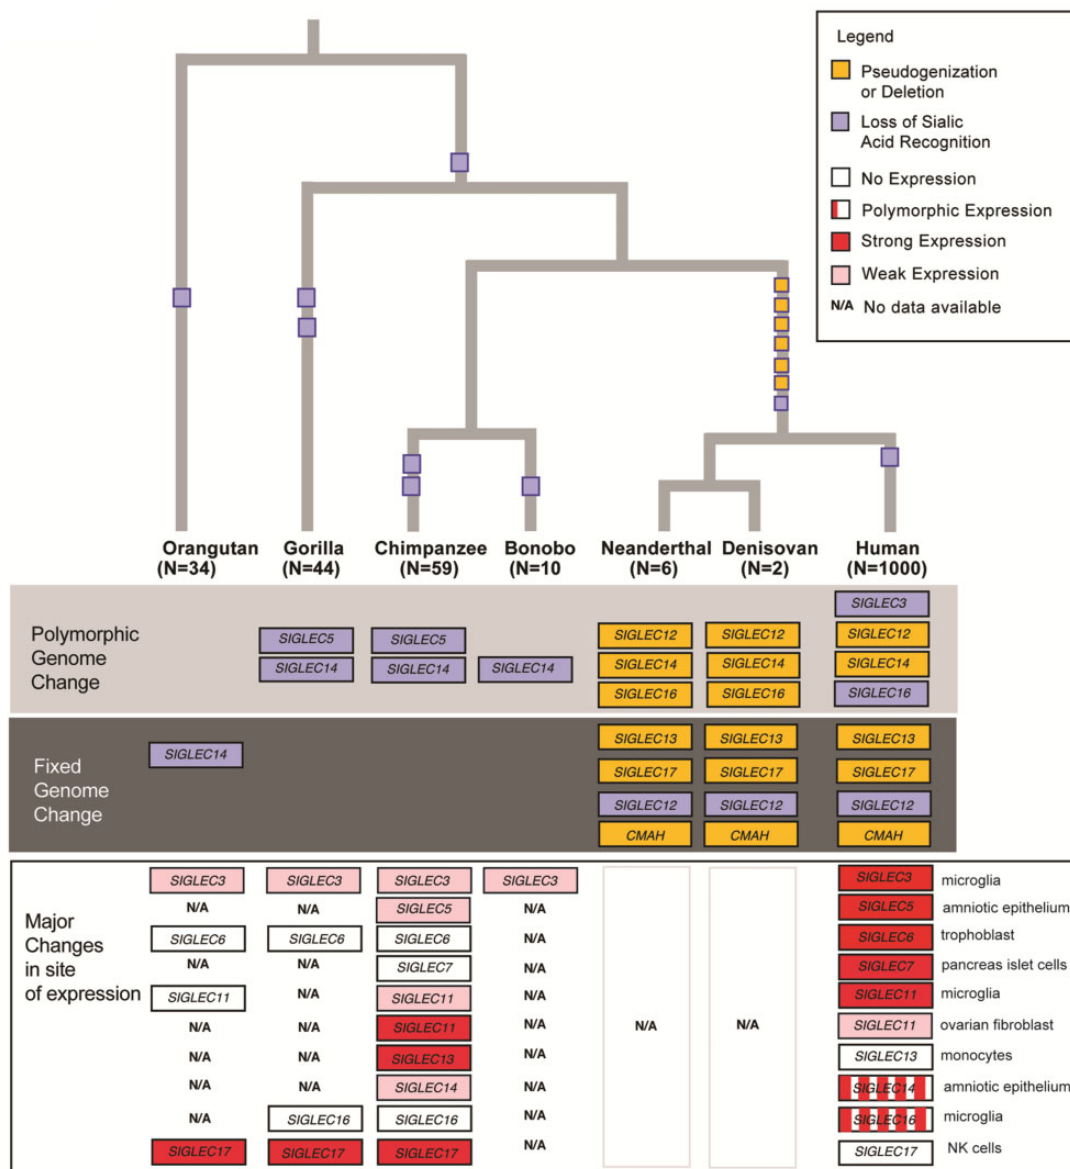 Legend
Pseudogenization
or Deletion
Loss of Sialic
Acid Recognition
No Expression
Polymorphic Expression
Strong Expression
Weak Expression
N/A No data available
Orangutan Gorilla Chimpanzee Bonobo Neanderthal Denisovan Human
(N=34) (N=44) (N=59) (N=10 (N=6) (N=2) (N=1000)
Polymorphic
Genome
Change
SIGLEC3
SIGLEC5 SIGLEC5 SIGLEC12 SIGLEC12 SIGLEC12
SIGLEC14 SIGLEC14 SIGLEC14 SIGLEC14 SIGLEC14 SIGLEC14
SIGLEC16 SIGLEC16 SIGLEC16
Fixed
Genome
Change
SIGLEC14 SIGLEC13 SIGLEC13 SIGLEC13
SIGLEC17 SIGLEC17 SIGLEC17
SIGLEC12 SIGLEC12 SIGLEC12
CMAH CMAH CMAH
Major
Changes
in site
of expression
SIGLEC3 SIGLEC3 SIGLEC3 SIGLEC3 SIGLEC3 microglia
N/A N/A SIGLEC5 N/A SIGLEC5 amniotic epithelium
SIGLEC6 SIGLEC6 SIGLEC6 N/A SIGLEC6 trophoblast
N/A N/A SIGLEC7 N/A SIGLEC7 pancreas islet cells
SIGLEC11 N/A SIGLEC11 N/A SIGLEC11 microglia
N/A N/A SIGLEC11 N/A N/A N/A SIGLEC11 ovarian fibroblast
N/A N/A SIGLEC13 N/A SIGLEC13 monocytes
N/A N/A SIGLEC14 N/A SIGLEC14 amniotic epithelium
N/A SIGLEC16 SIGLEC16 N/A SIGLEC16 microglia
SIGLEC17 SIGLEC17 SIGLEC17 N/A SIGLEC17 NK cells